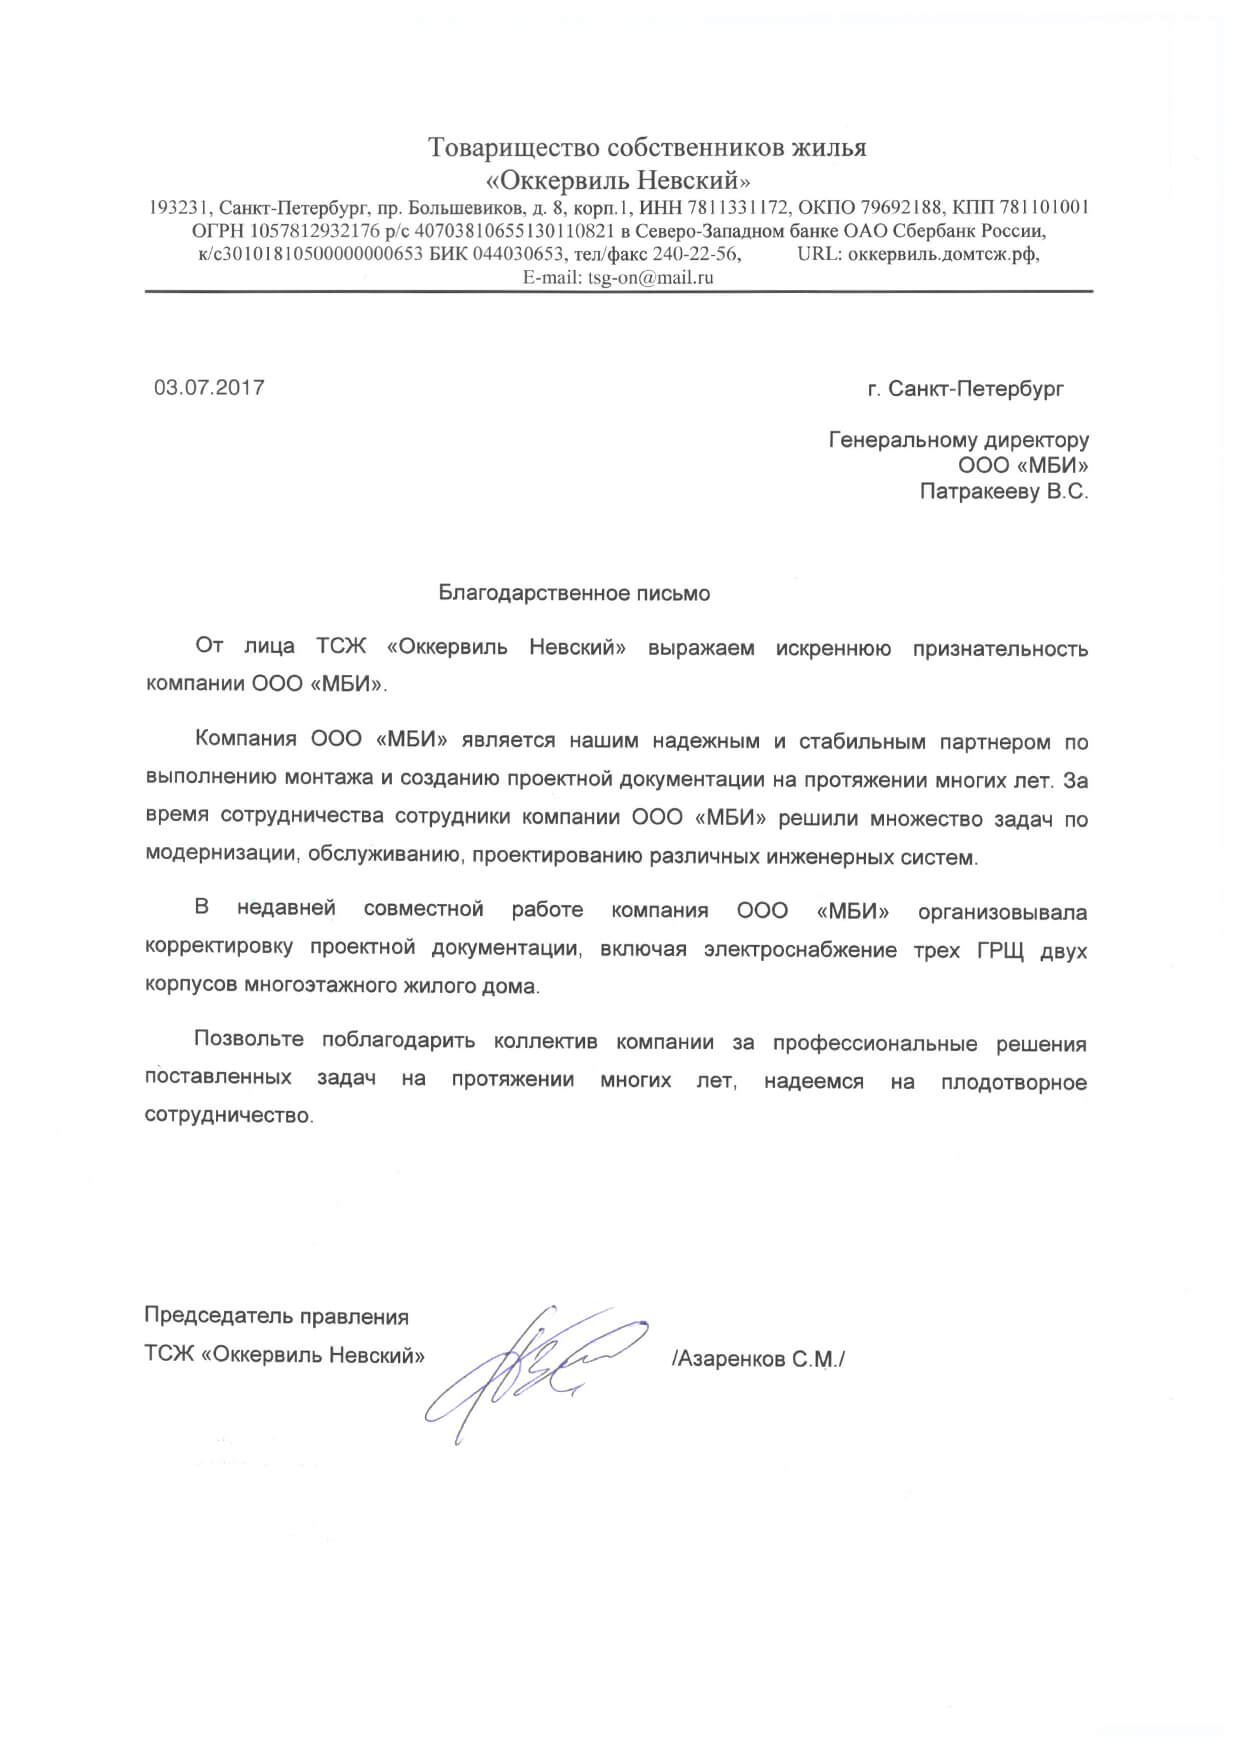 Товарищество собственников жилья
«Оккервиль Невский»
193231, Санкт-Петербург, пр. Большевиков, д. 8, корп.1, ИНН 7811331172, ОКПО 79692188, КПП 781101001
ОГРН 1057812932176 р/с 40703810655130110821 в Северо-Западном банке ОАО Сбербанк России,
к/с30101810500000000653 БИК 044030653, тел/факс 240-22-56, URL: оккервиль.домтсж.рф,
E-mail: tsg-on@mail.ru
03.07.2017 г. Санкт-Петербург
Генеральному директору
ООО «МБИ»
Патракееву В.С.
Благодарственное письмо
От лица ТСЖ «Оккервиль Невский» выражаем искреннюю признательность
компании ООО «МБИ».
Компания ООО «МБИ» является нашим надежным и стабильным партнером по
выполнению монтажа и созданию проектной документации на протяжении многих лет. За
время сотрудничества сотрудники компании ООО «МБИ» решили множество задач по
модернизации, обслуживанию, проектированию различных инженерных систем.
В недавней совместной работе компания ООО «МБИ» организовывала
корректировку проектной документации, включая электроснабжение трех ГРЩ двух
корпусов многоэтажного жилого дома.
Позвольте поблагодарить коллектив компании за профессиональные решения
поставленных задач на протяжении многих лет, надеемся на плодотворное
сотрудничество.
Председатель правления
ТСЖ «Оккервиль Невский» /Азаренков С.М./